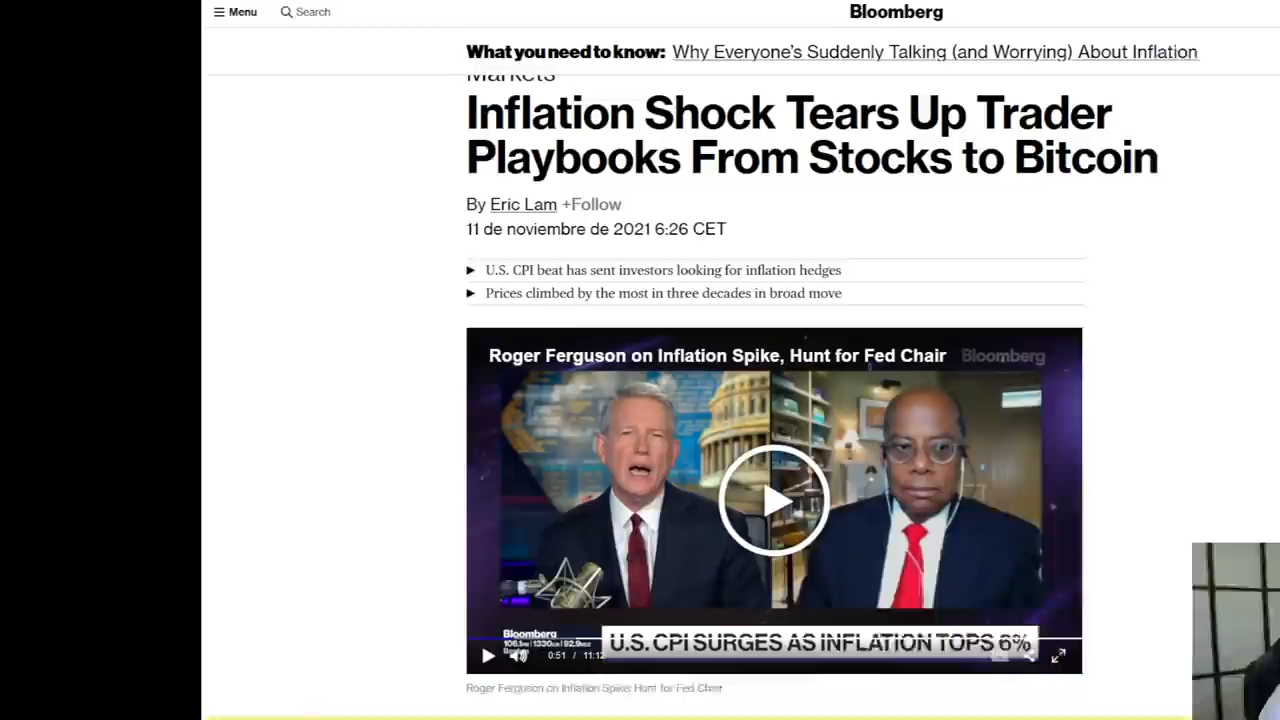 Menu
Search
Bloomberg
What you need to know: Why Everyone's Suddenly Talking (and Worrying) About Inflation
Markets
Inflation Shock Tears Up Trader
Playbooks From Stocks to Bitcoin
By Eric Lam +Follow
11 de noviembre de 2021 6:26 CET
U.S. CPI beat has sent investors looking for inflation hedges
Prices climbed by the most in three decades in broad move
Roger Ferguson on Inflation Spike, Hunt for Fed Chair
Bloomberg
Bloomberg
U.S. CPI SURGES AS INFLATION TOPS 6%
0:51 / 11:12
Roger Ferguson on Inflation Spike, Hunt for Fed Chair